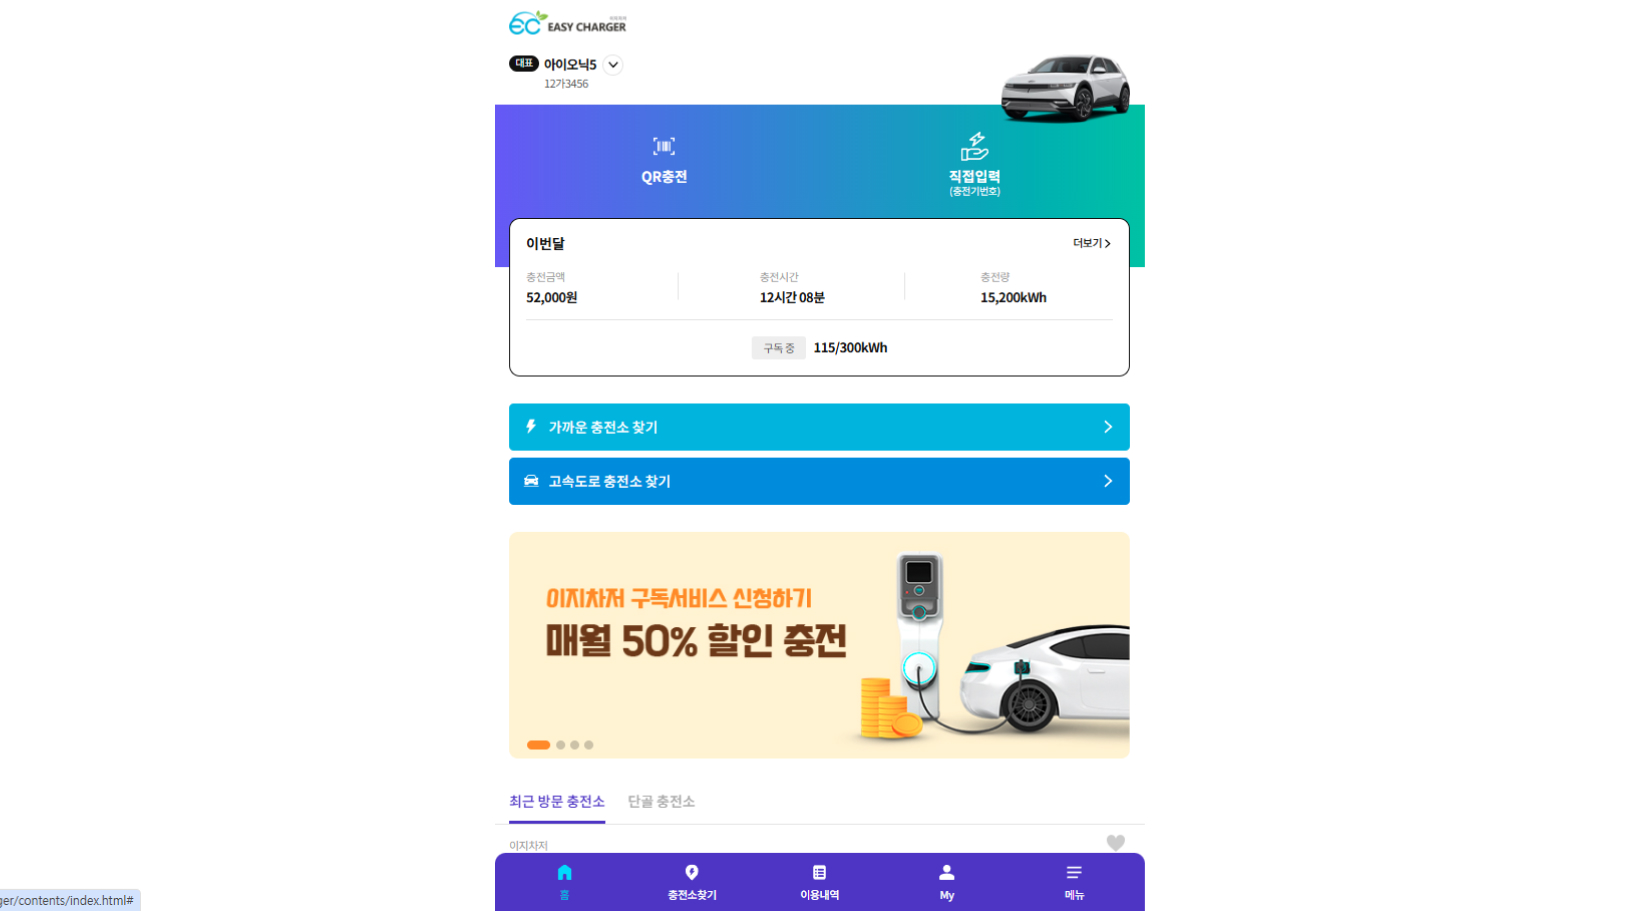 EASY CHARGER
대표 아이오닉5
12가3456
QR충전
직접입력
(충전기번호)
이번달
더보기
충전금액
충전시간
충전량
52,000원
12시간 08분
15,200kWh
구독 중 115/300kWh
가까운 충전소 찾기
고속도로 충전소 찾기
이지차저 구독서비스 신청하기
매월 50% 할인 충전
최근 방문 충전소
단골 충전소
이지차저
홈
충전소찾기
이용내역
My
메뉴
ger/contents/index.html#